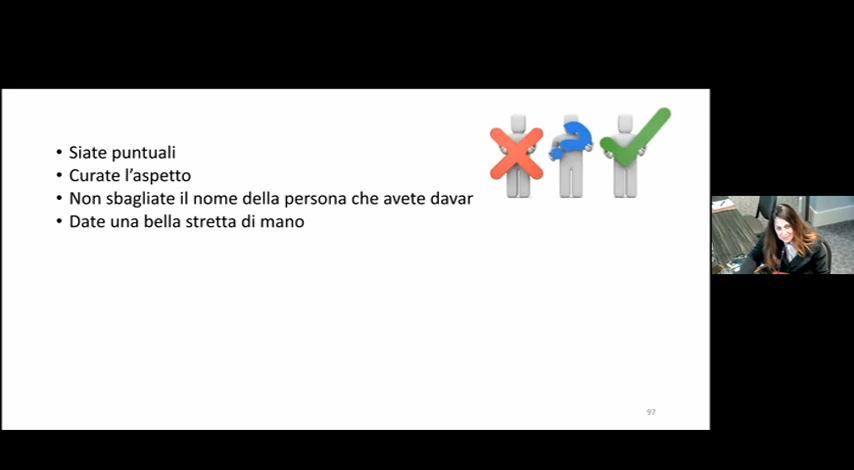 • Siate puntuali
• Curate l'aspetto
• Non sbagliate il nome della persona che avete davar
• Date una bella stretta di mano
97